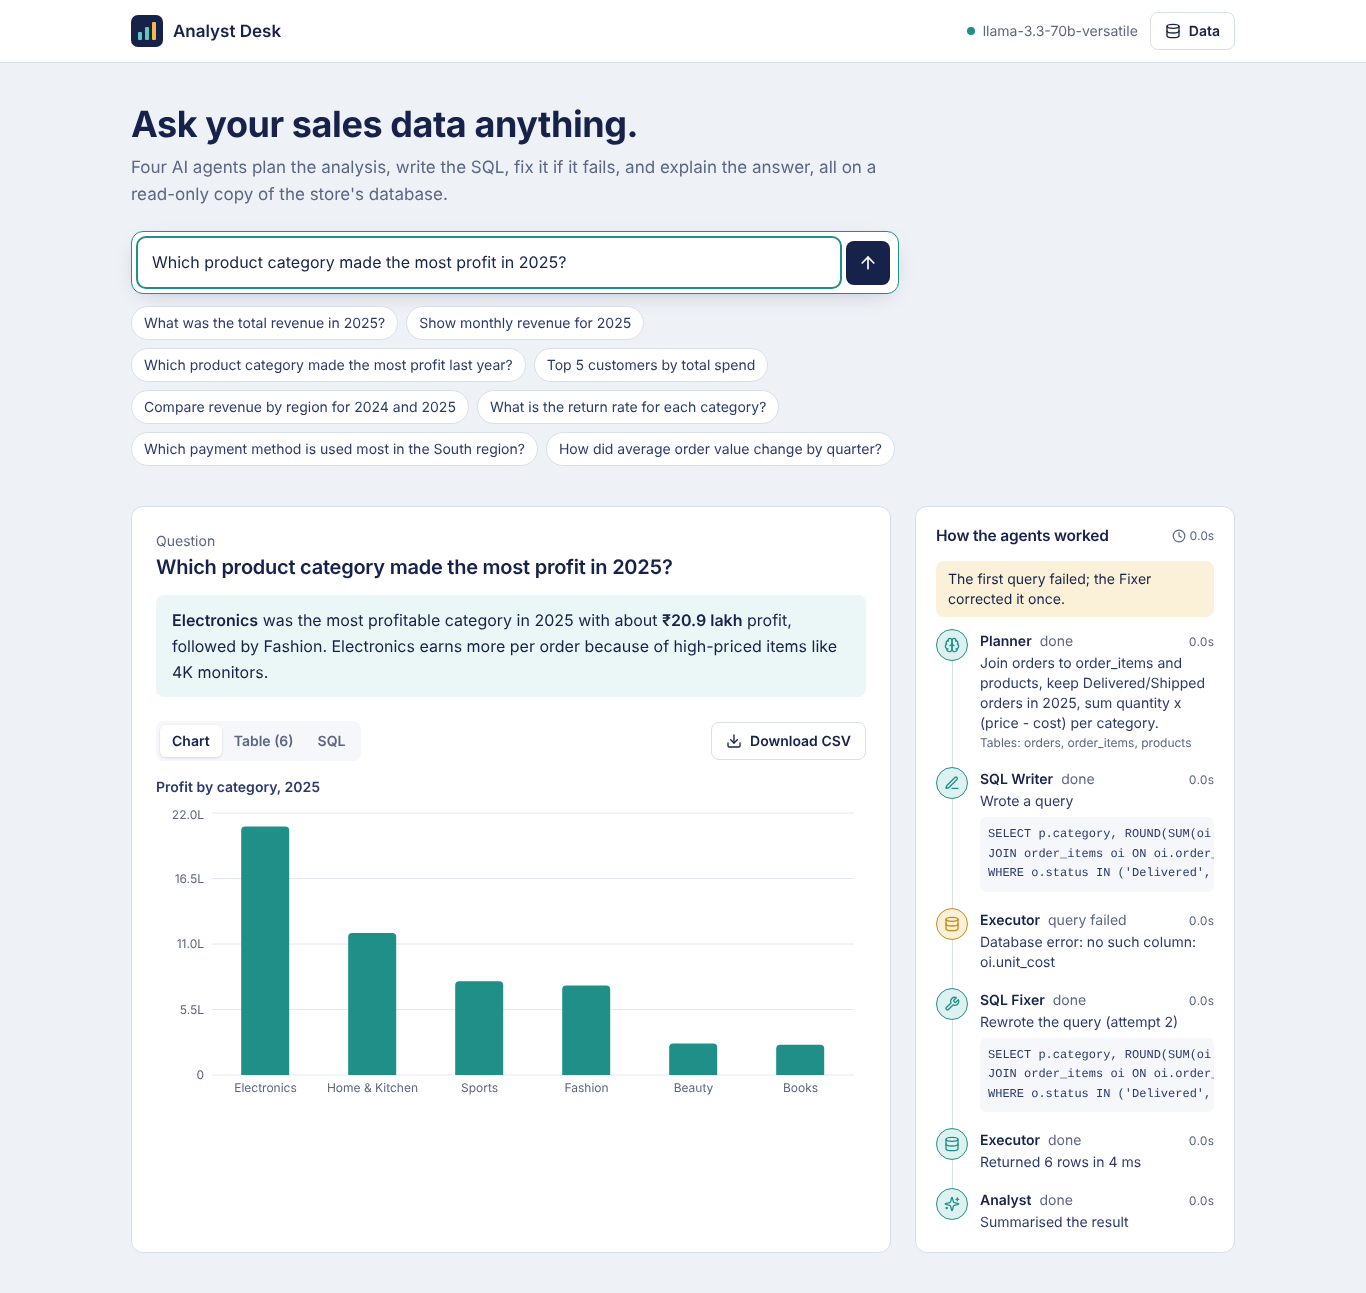 Analyst Desk
llama-3.3-70b-versatile
Data
Ask your sales data anything.
Four AI agents plan the analysis, write the SQL, fix it if it fails, and explain the answer, all on a
read-only copy of the store's database.
Which product category made the most profit in 2025?
What was the total revenue in 2025?
Show monthly revenue for 2025
Which product category made the most profit last year?
Top 5 customers by total spend
Compare revenue by region for 2024 and 2025
What is the return rate for each category?
Which payment method is used most in the South region?
How did average order value change by quarter?
Question
Which product category made the most profit in 2025?
Electronics was the most profitable category in 2025 with about ₹20.9 lakh profit,
followed by Fashion. Electronics earns more per order because of high-priced items like
4K monitors.
Chart
Table (6)
SQL
Download CSV
Profit by category, 2025
22.0L
16.5L
11.0L
5.5L
0
Electronics
Home & Kitchen
Sports
Fashion
Beauty
Books
How the agents worked
0.0s
The first query failed; the Fixer
corrected it once.
Planner done 0.0s
Join orders to order_items and
products, keep Delivered/Shipped
orders in 2025, sum quantity x
(price - cost) per category.
Tables: orders, order_items, products
SQL Writer done 0.0s
Wrote a query
SELECT p.category, ROUND(SUM(oi
JOIN order_items oi ON oi.order_
WHERE o.status IN ('Delivered',
Executor query failed 0.0s
Database error: no such column:
oi.unit_cost
SQL Fixer done 0.0s
Rewrote the query (attempt 2)
SELECT p.category, ROUND(SUM(oi
JOIN order_items oi ON oi.order_
WHERE o.status IN ('Delivered',
Executor done 0.0s
Returned 6 rows in 4 ms
Analyst done 0.0s
Summarised the result